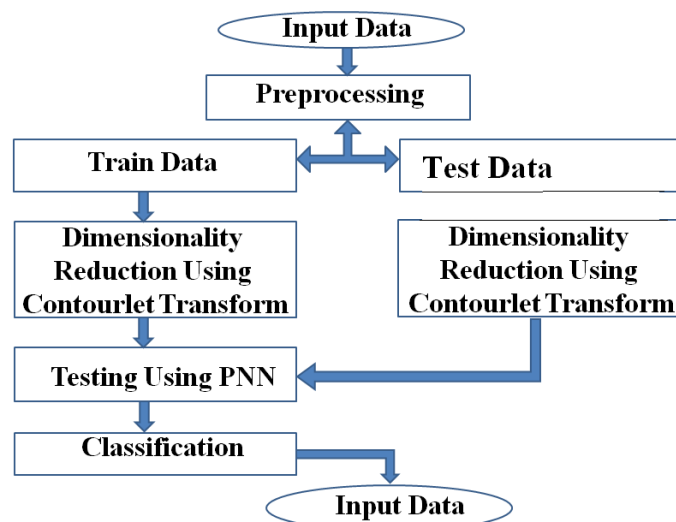 Input Data
Preprocessing
Train Data
Test Data
Dimensionality
Reduction Using
Contourlet Transform
Dimensionality
Reduction Using
Contourlet Transform
Testing Using PNN
Classification
Input Data